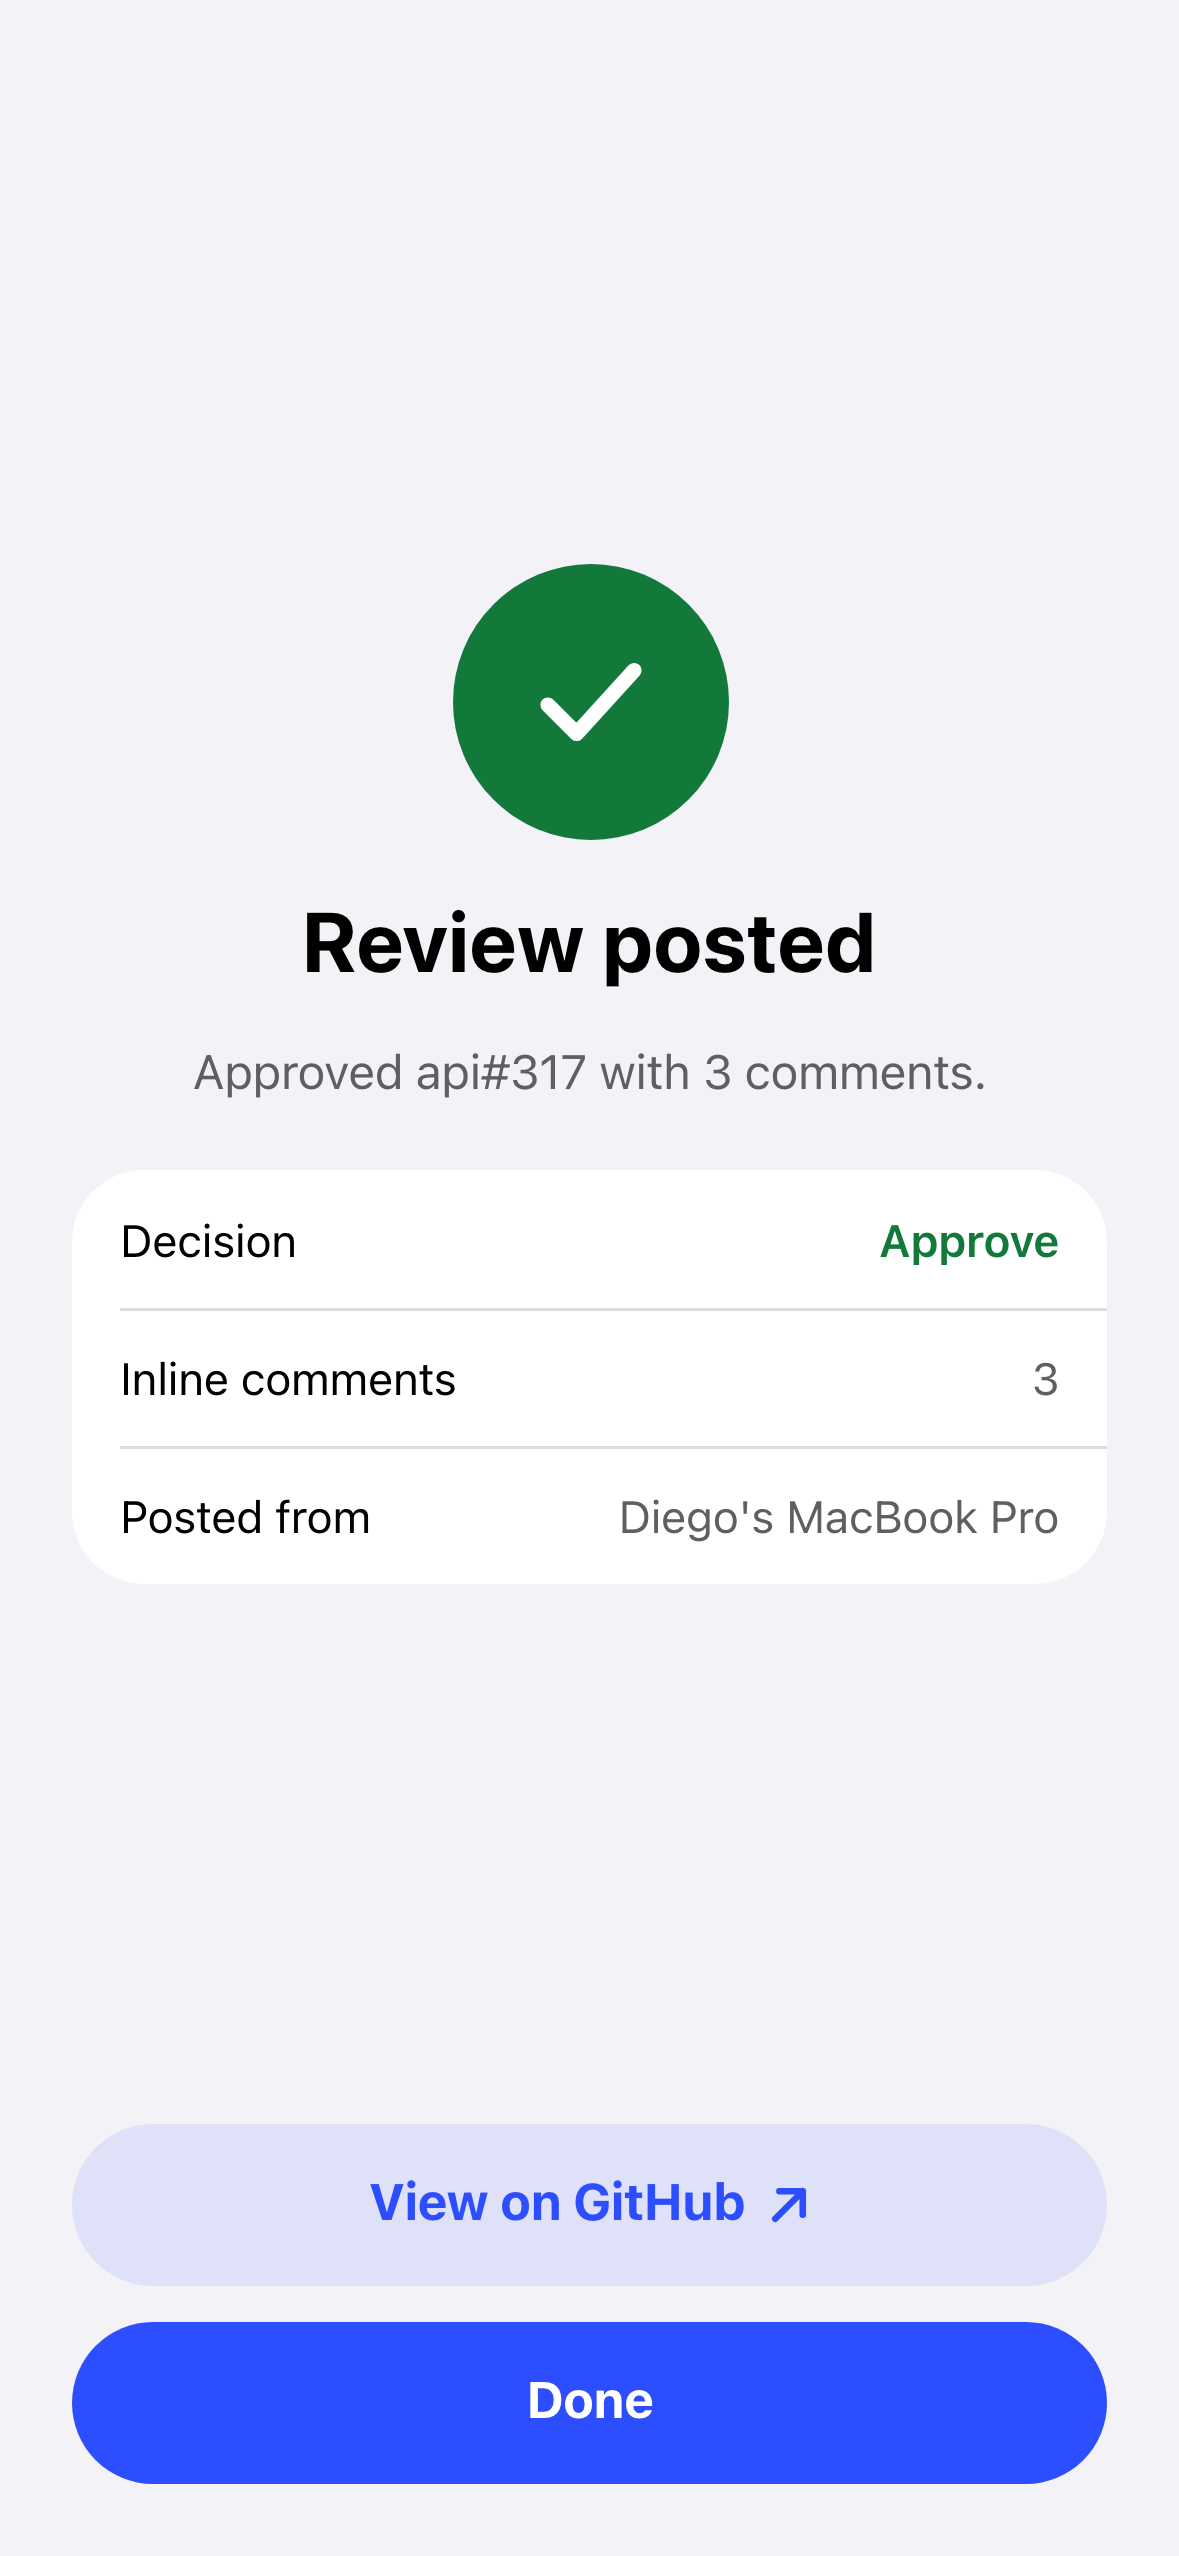 Review posted
Approved api#317 with 3 comments.
Decision Approve
Inline comments 3
Posted from Diego's MacBook Pro
View on GitHub
Done